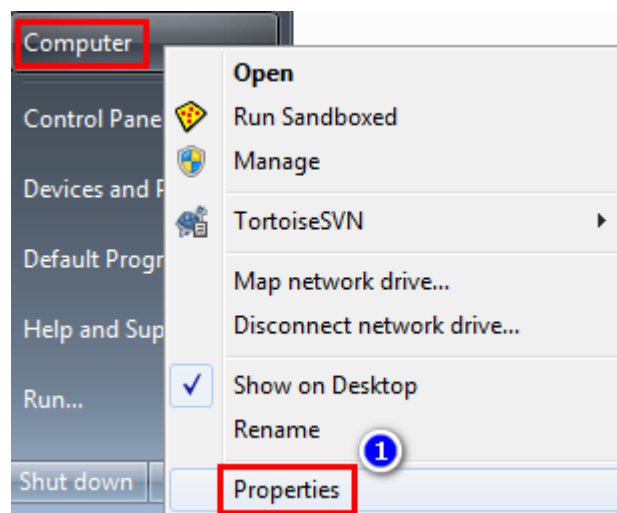 Computer
Control Pane
Devices and P
Default Progr
Help and Sup
Run...
Shut down
Open
Run Sandboxed
Manage
TortoiseSVN
Map network drive...
Disconnect network drive...
Show on Desktop
Rename
1
Properties